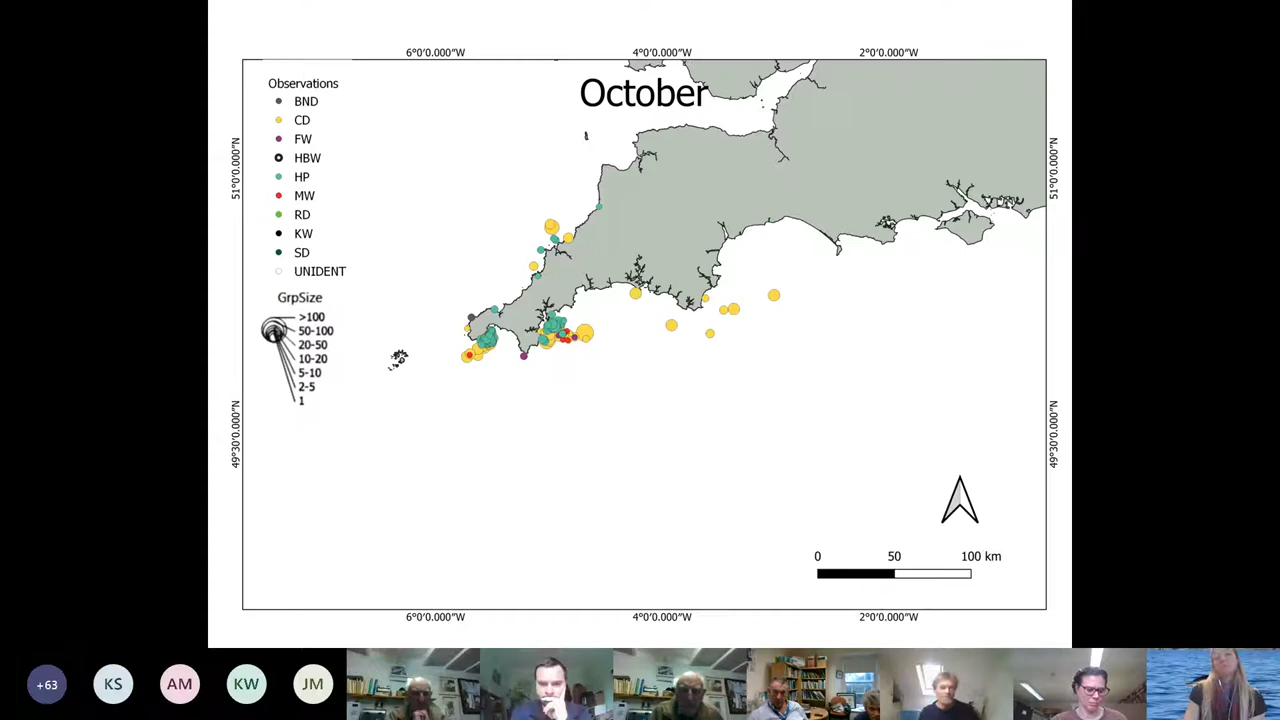 6°0′0.000″W 4°0′0.000″W 2°0′0.000″W
October
Observations
BND
CD
FW
HBW
HP
MW
RD
KW
SD
UNIDENT
GrpSize
>100
50-100
20-50
10-20
5-10
2-5
1
51°0′0.000″N
49°30′0.000″N
51°0′0.000″N
49°30′0.000″N
0 50 100 km
6°0′0.000″W 4°0′0.000″W 2°0′0.000″W
+63 KS AM KW JM